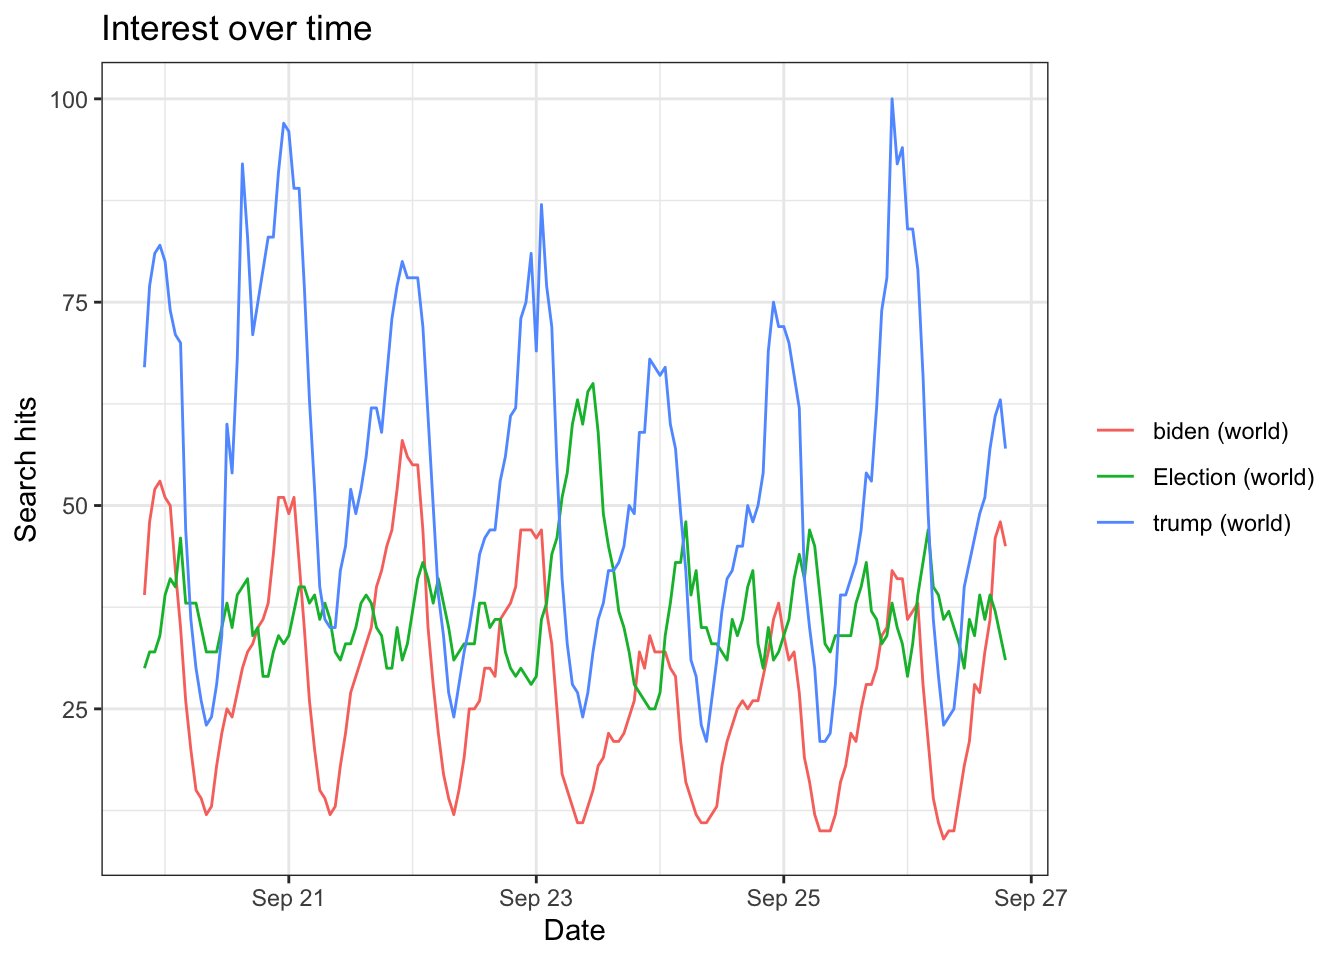 Interest over time
100
75
50
25
Search hits
Sep 21
Sep 23
Sep 25
Sep 27
Date
biden (world)
Election (world)
trump (world)